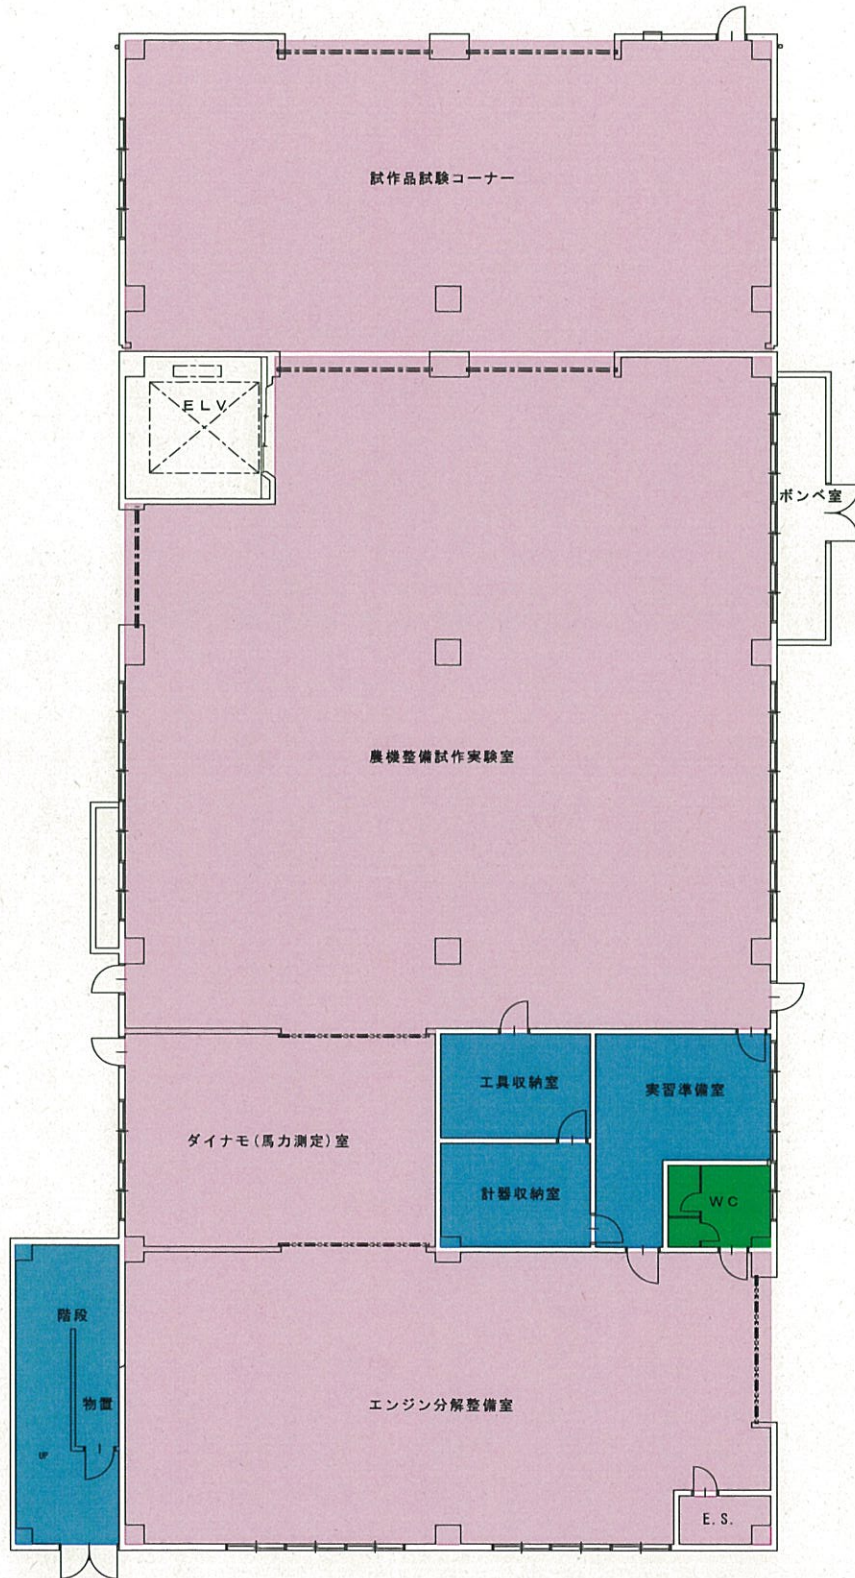 試作品試験コーナー
ELV
ボンベ室
農機整備試作実験室
工具収納室
実習準備室
ダイナモ(馬力測定)室
計器収納室
WC
階段
物置
エンジン分解整備室
UP
E.S.